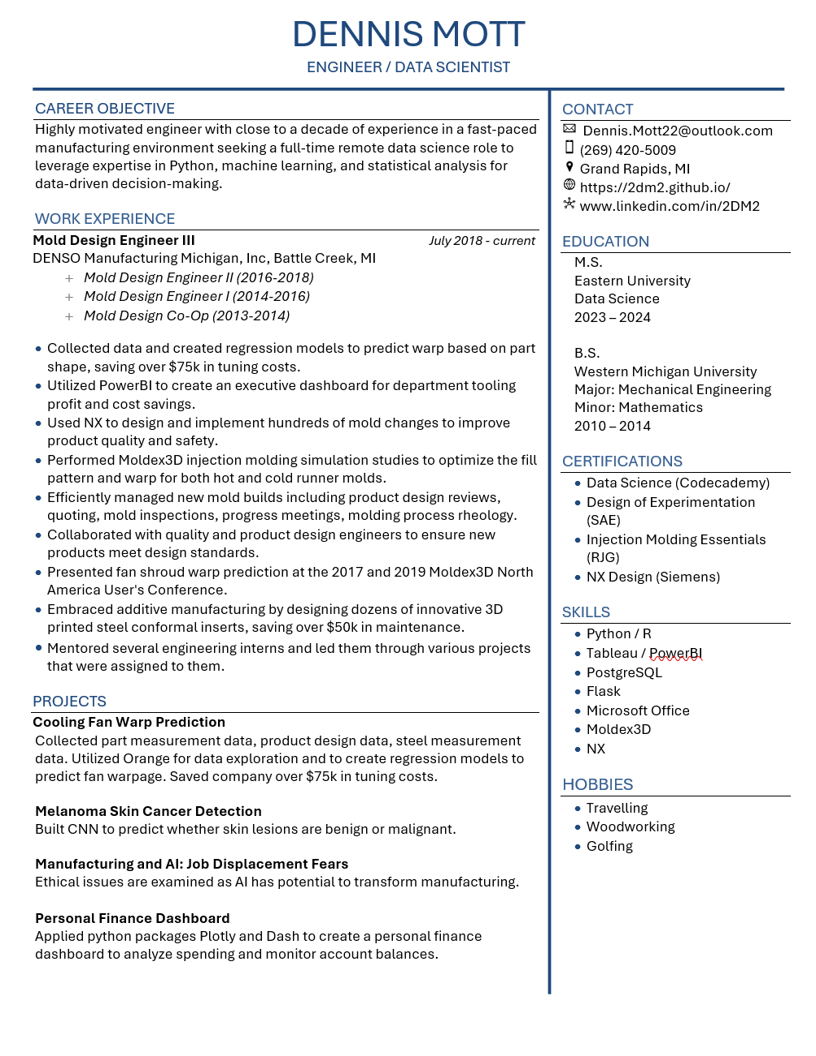 DENNIS MOTT
ENGINEER / DATA SCIENTIST
CAREER OBJECTIVE
Highly motivated engineer with close to a decade of experience in a fast-paced
manufacturing environment seeking a full-time remote data science role to
leverage expertise in Python, machine learning, and statistical analysis for
data-driven decision-making.
WORK EXPERIENCE
Mold Design Engineer III July 2018 - current
DENSO Manufacturing Michigan, Inc, Battle Creek, MI
+ Mold Design Engineer II (2016-2018)
+ Mold Design Engineer I (2014-2016)
+ Mold Design Co-Op (2013-2014)
• Collected data and created regression models to predict warp based on part
shape, saving over $75k in tuning costs.
• Utilized PowerBI to create an executive dashboard for department tooling
profit and cost savings.
• Used NX to design and implement hundreds of mold changes to improve
product quality and safety.
• Performed Moldex3D injection molding simulation studies to optimize the fill
pattern and warp for both hot and cold runner molds.
• Efficiently managed new mold builds including product design reviews,
quoting, mold inspections, progress meetings, molding process rheology.
• Collaborated with quality and product design engineers to ensure new
products meet design standards.
• Presented fan shroud warp prediction at the 2017 and 2019 Moldex3D North
America User's Conference.
• Embraced additive manufacturing by designing dozens of innovative 3D
printed steel conformal inserts, saving over $50k in maintenance.
• Mentored several engineering interns and led them through various projects
that were assigned to them.
PROJECTS
Cooling Fan Warp Prediction
Collected part measurement data, product design data, steel measurement
data. Utilized Orange for data exploration and to create regression models to
predict fan warpage. Saved company over $75k in tuning costs.
Melanoma Skin Cancer Detection
Built CNN to predict whether skin lesions are benign or malignant.
Manufacturing and AI: Job Displacement Fears
Ethical issues are examined as AI has potential to transform manufacturing.
Personal Finance Dashboard
Applied python packages Plotly and Dash to create a personal finance
dashboard to analyze spending and monitor account balances.
CONTACT
Dennis.Mott22@outlook.com
(269) 420-5009
Grand Rapids, MI
https://2dm2.github.io/
www.linkedin.com/in/2DM2
EDUCATION
M.S.
Eastern University
Data Science
2023 – 2024
B.S.
Western Michigan University
Major: Mechanical Engineering
Minor: Mathematics
2010 – 2014
CERTIFICATIONS
• Data Science (Codecademy)
• Design of Experimentation
(SAE)
• Injection Molding Essentials
(RJG)
• NX Design (Siemens)
SKILLS
• Python / R
• Tableau / PowerBI
• PostgreSQL
• Flask
• Microsoft Office
• Moldex3D
• NX
HOBBIES
• Travelling
• Woodworking
• Golfing